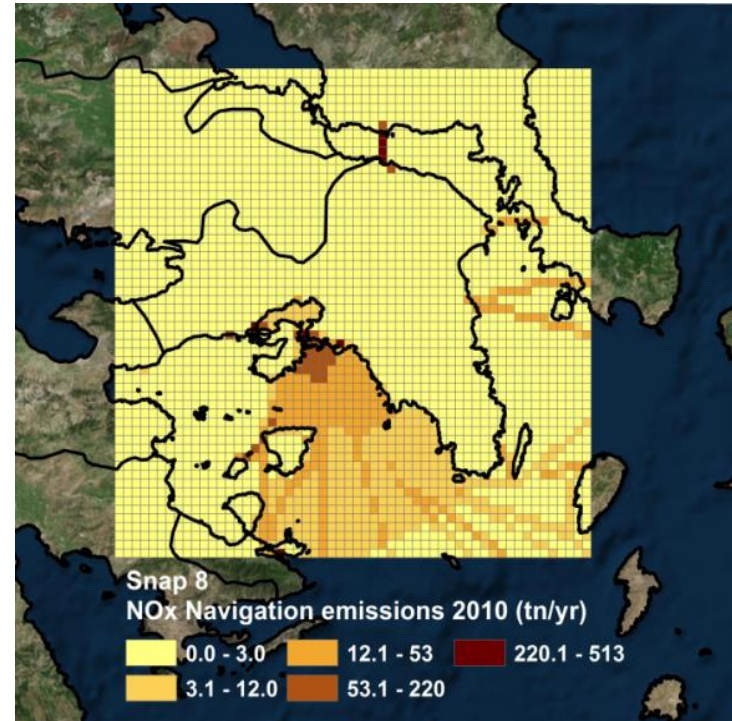 Snap 8
NOx Navigation emissions 2010 (tn/yr)
0.0 - 3.0 12.1 - 53 220.1 - 513
3.1 - 12.0 53.1 - 220